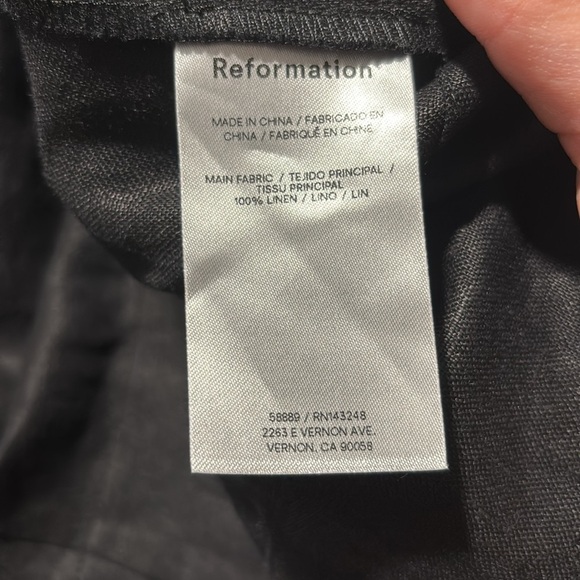 Reformation
MADE IN CHINA / FABRICADO EN
CHINA / FABRIQUÉ EN CHINE
MAIN FABRIC / TEJIDO PRINCIPAL /
TISSU PRINCIPAL
100% LINEN / LINO / LIN
58889 / RN143248
2263 E VERNON AVE.
VERNON, CA 90058